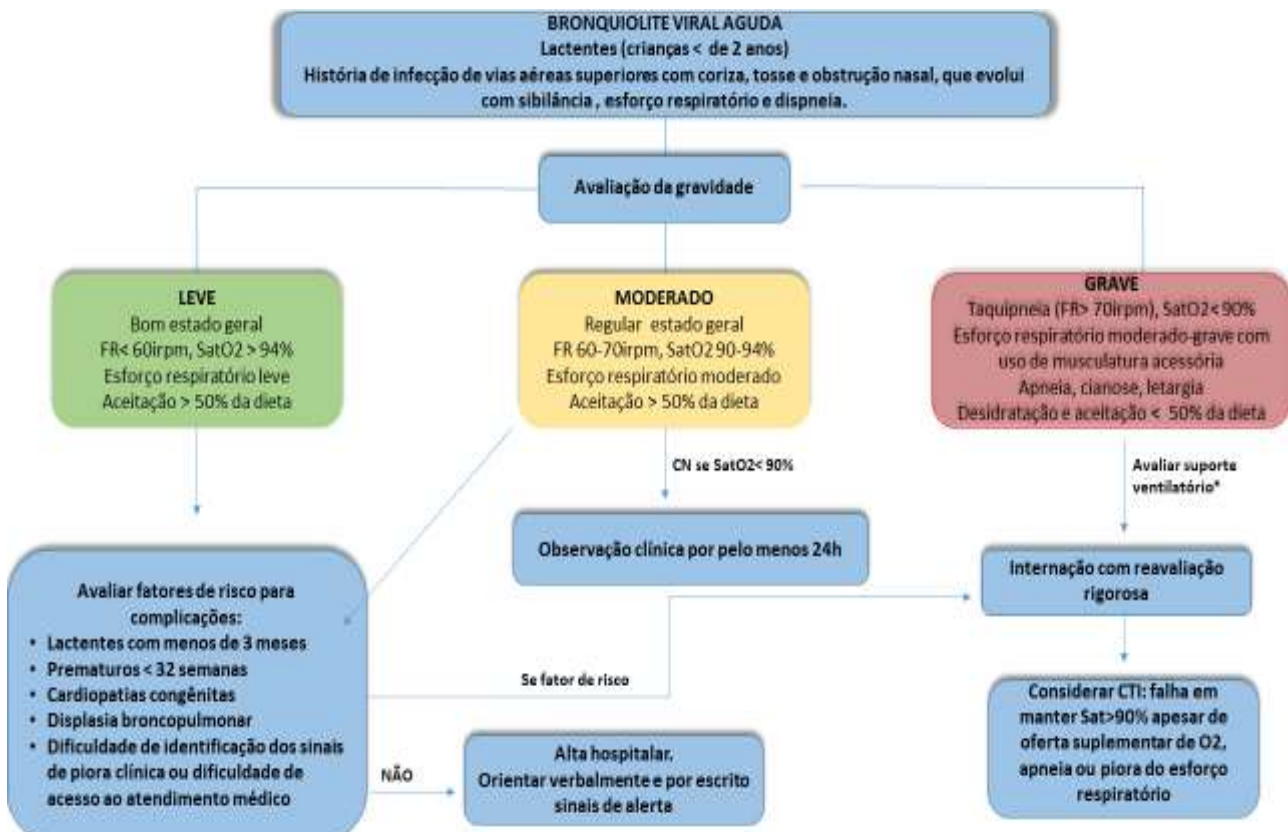 BRONQUIOLITE VIRAL AGUDA
Lactentes (crianças < de 2 anos)
História de infecção de vias aéreas superiores com coriza, tosse e obstrução nasal, que evolui
com sibilância , esforço respiratório e dispneia.
Avaliação da gravidade
LEVE
Bom estado geral
FR< 60irpm, SatO2 > 94%
Esforço respiratório leve
Aceitação > 50% da dieta
MODERADO
Regular estado geral
FR 60-70irpm, SatO2 90-94%
Esforço respiratório moderado
Aceitação > 50% da dieta
GRAVE
Taquipneia (FR> 70irpm), SatO2< 90%
Esforço respiratório moderado-grave com
uso de musculatura acessória
Apneia, cianose, letargia
Desidratação e aceitação < 50% da dieta
CN se SatO2< 90%
Avaliar suporte
ventilatório*
Observação clínica por pelo menos 24h
Internação com reavaliação
rigorosa
Avaliar fatores de risco para
complicações:
• Lactentes com menos de 3 meses
• Prematuros < 32 semanas
• Cardiopatias congênitas
• Displasia broncopulmonar
• Dificuldade de identificação dos sinais
de piora clínica ou dificuldade de
acesso ao atendimento médico
Se fator de risco
NÃO
Alta hospitalar.
Orientar verbalmente e por escrito
sinais de alerta
Considerar CTI: falha em
manter Sat>90% apesar de
oferta suplementar de O2,
apneia ou piora do esforço
respiratório